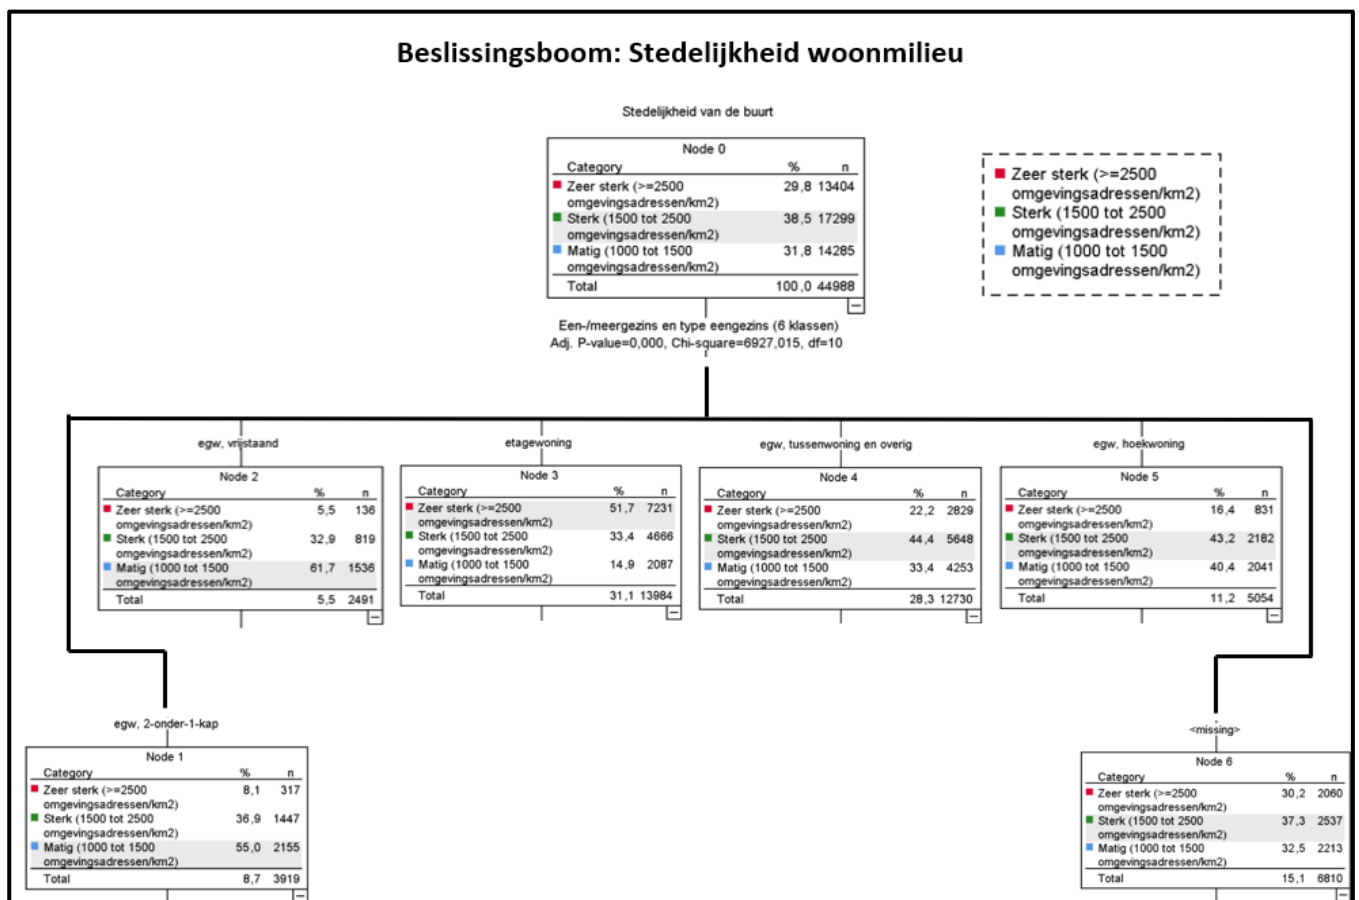 Beslissingsboom: Stedelijkheid woonmilieu
Stedelijkheid van de buurt
Node 0
Category % n
Zeer sterk (>=2500 29,8 13404
omgevingsadressen/km2)
Sterk (1500 tot 2500 38,5 17299
omgevingsadressen/km2)
Matig (1000 tot 1500 31,8 14285
omgevingsadressen/km2)
Total 100,0 44988
Zeer sterk (>=2500
omgevingsadressen/km2)
Sterk (1500 tot 2500
omgevingsadressen/km2)
Matig (1000 tot 1500
omgevingsadressen/km2)
Een-/meergezins en type eengezins (6 klassen)
Adj. P-value=0,000, Chi-square=6927,015, df=10
egw, vrijstaand
Node 2
Category % n
Zeer sterk (>=2500 5,5 136
omgevingsadressen/km2)
Sterk (1500 tot 2500 32,9 819
omgevingsadressen/km2)
Matig (1000 tot 1500 61,7 1536
omgevingsadressen/km2)
Total 5,5 2491
etagewoning
Node 3
Category % n
Zeer sterk (>=2500 51,7 7231
omgevingsadressen/km2)
Sterk (1500 tot 2500 33,4 4666
omgevingsadressen/km2)
Matig (1000 tot 1500 14,9 2087
omgevingsadressen/km2)
Total 31,1 13984
egw, tussenwoning en overig
Node 4
Category % n
Zeer sterk (>=2500 22,2 2829
omgevingsadressen/km2)
Sterk (1500 tot 2500 44,4 5648
omgevingsadressen/km2)
Matig (1000 tot 1500 33,4 4253
omgevingsadressen/km2)
Total 28,3 12730
egw, hoekwoning
Node 5
Category % n
Zeer sterk (>=2500 16,4 831
omgevingsadressen/km2)
Sterk (1500 tot 2500 43,2 2182
omgevingsadressen/km2)
Matig (1000 tot 1500 40,4 2041
omgevingsadressen/km2)
Total 11,2 5054
egw, 2-onder-1-kap
Node 1
Category % n
Zeer sterk (>=2500 8,1 317
omgevingsadressen/km2)
Sterk (1500 tot 2500 36,9 1447
omgevingsadressen/km2)
Matig (1000 tot 1500 55,0 2155
omgevingsadressen/km2)
Total 8,7 3919
<missing>
Node 6
Category % n
Zeer sterk (>=2500 30,2 2060
omgevingsadressen/km2)
Sterk (1500 tot 2500 37,3 2537
omgevingsadressen/km2)
Matig (1000 tot 1500 32,5 2213
omgevingsadressen/km2)
Total 15,1 6810